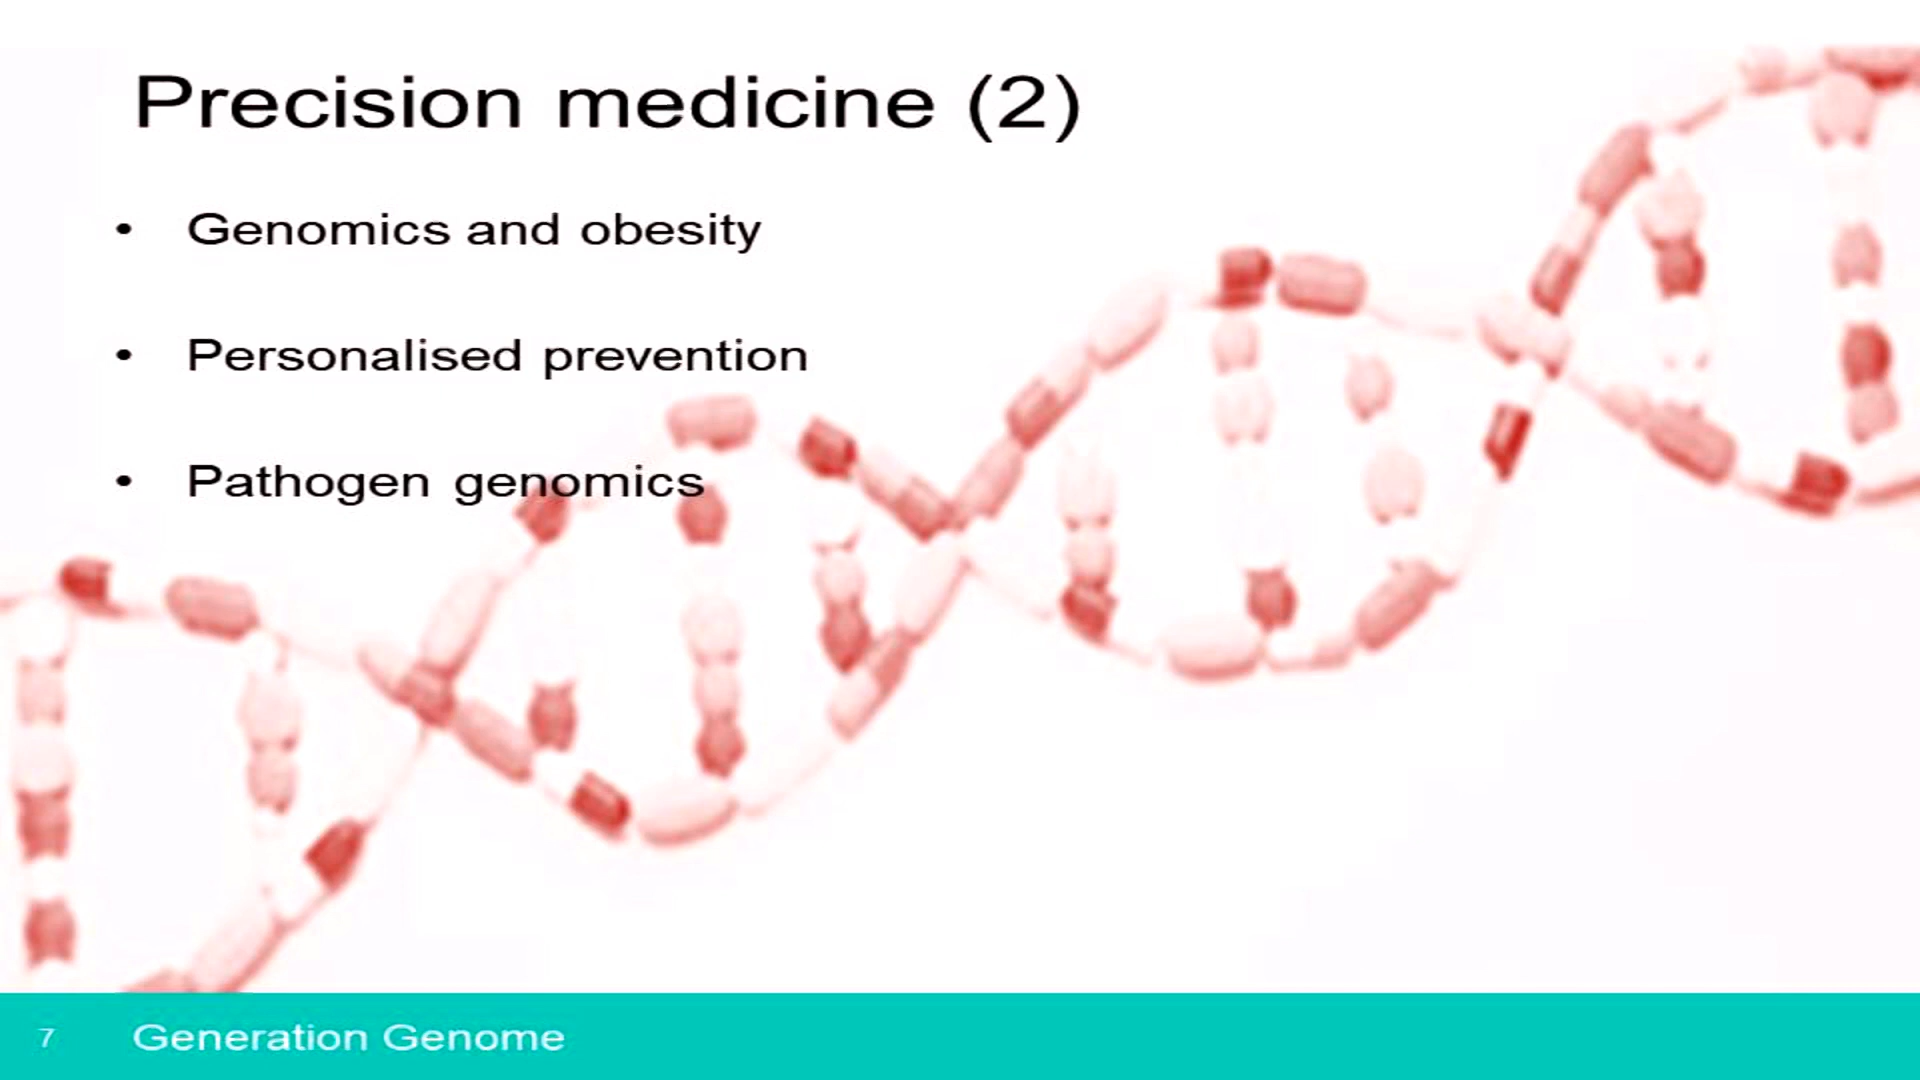 Precision medicine (2)
• Genomics and obesity
• Personalised prevention
• Pathogen genomics
7 Generation Genome